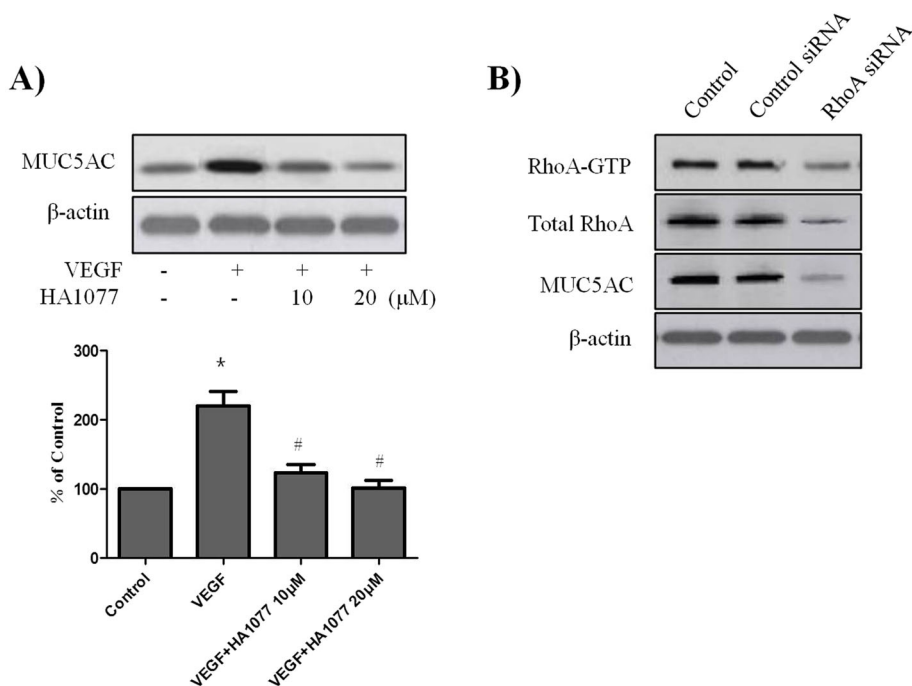 A)
MUC5AC
β-actin
VEGF - + + +
HA1077 - - 10 20 (μM)
% of Control
300
200
100
0
*
#
#
Control
VEGF
VEGF+HA1077 10μM
VEGF+HA1077 20μM
B)
Control
Control siRNA
RhoA siRNA
RhoA-GTP
Total RhoA
MUC5AC
β-actin